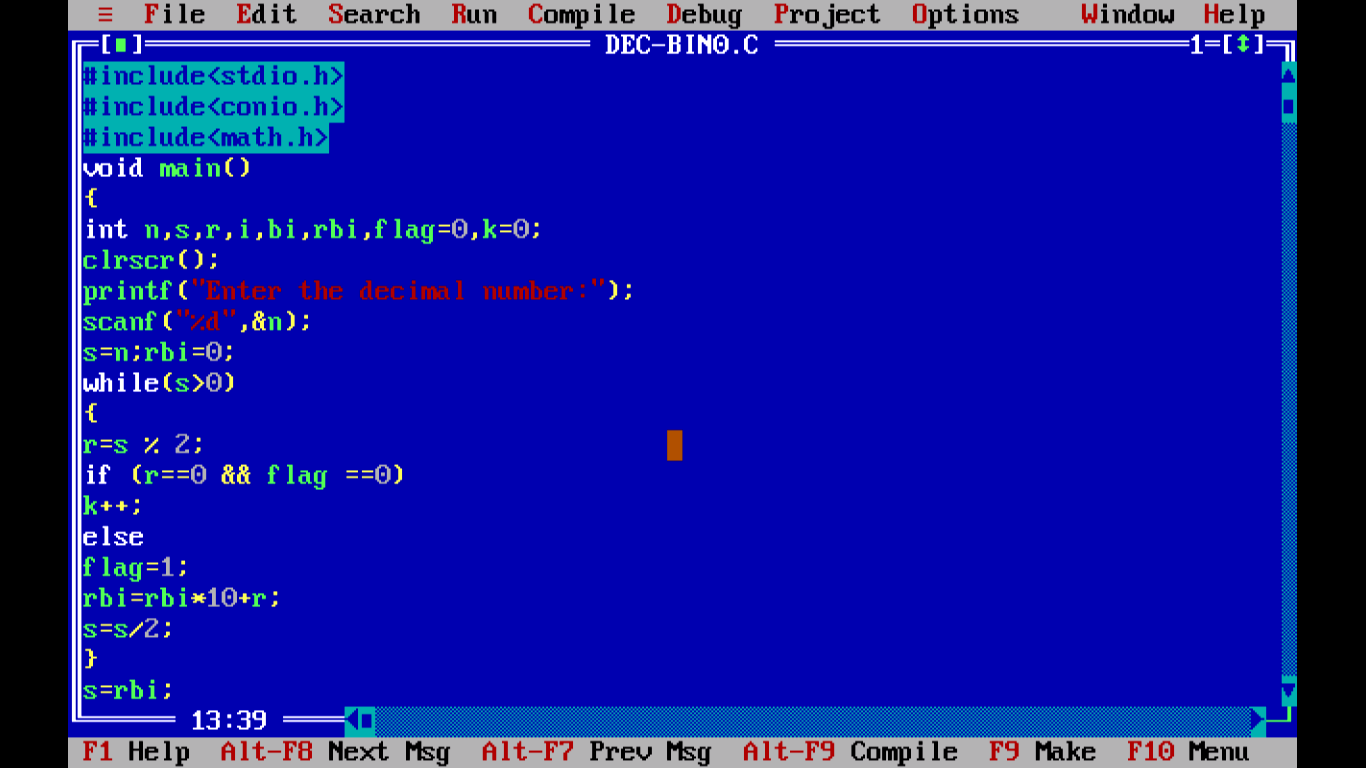 ≡ File Edit Search Run Compile Debug Project Options Window Help
[■] DEC-BIN0.C 1=[↕]
#include<stdio.h>
#include<conio.h>
#include<math.h>
void main()
{
int n,s,r,i,bi,rbi,flag=0,k=0;
clrscr();
printf("Enter the decimal number:");
scanf("%d",&n);
s=n;rbi=0;
while(s>0)
{
r=s % 2;
if (r==0 && flag ==0)
k++;
else
flag=1;
rbi=rbi*10+r;
s=s/2;
}
s=rbi;
13:39
F1 Help Alt-F8 Next Msg Alt-F7 Prev Msg Alt-F9 Compile F9 Make F10 Menu